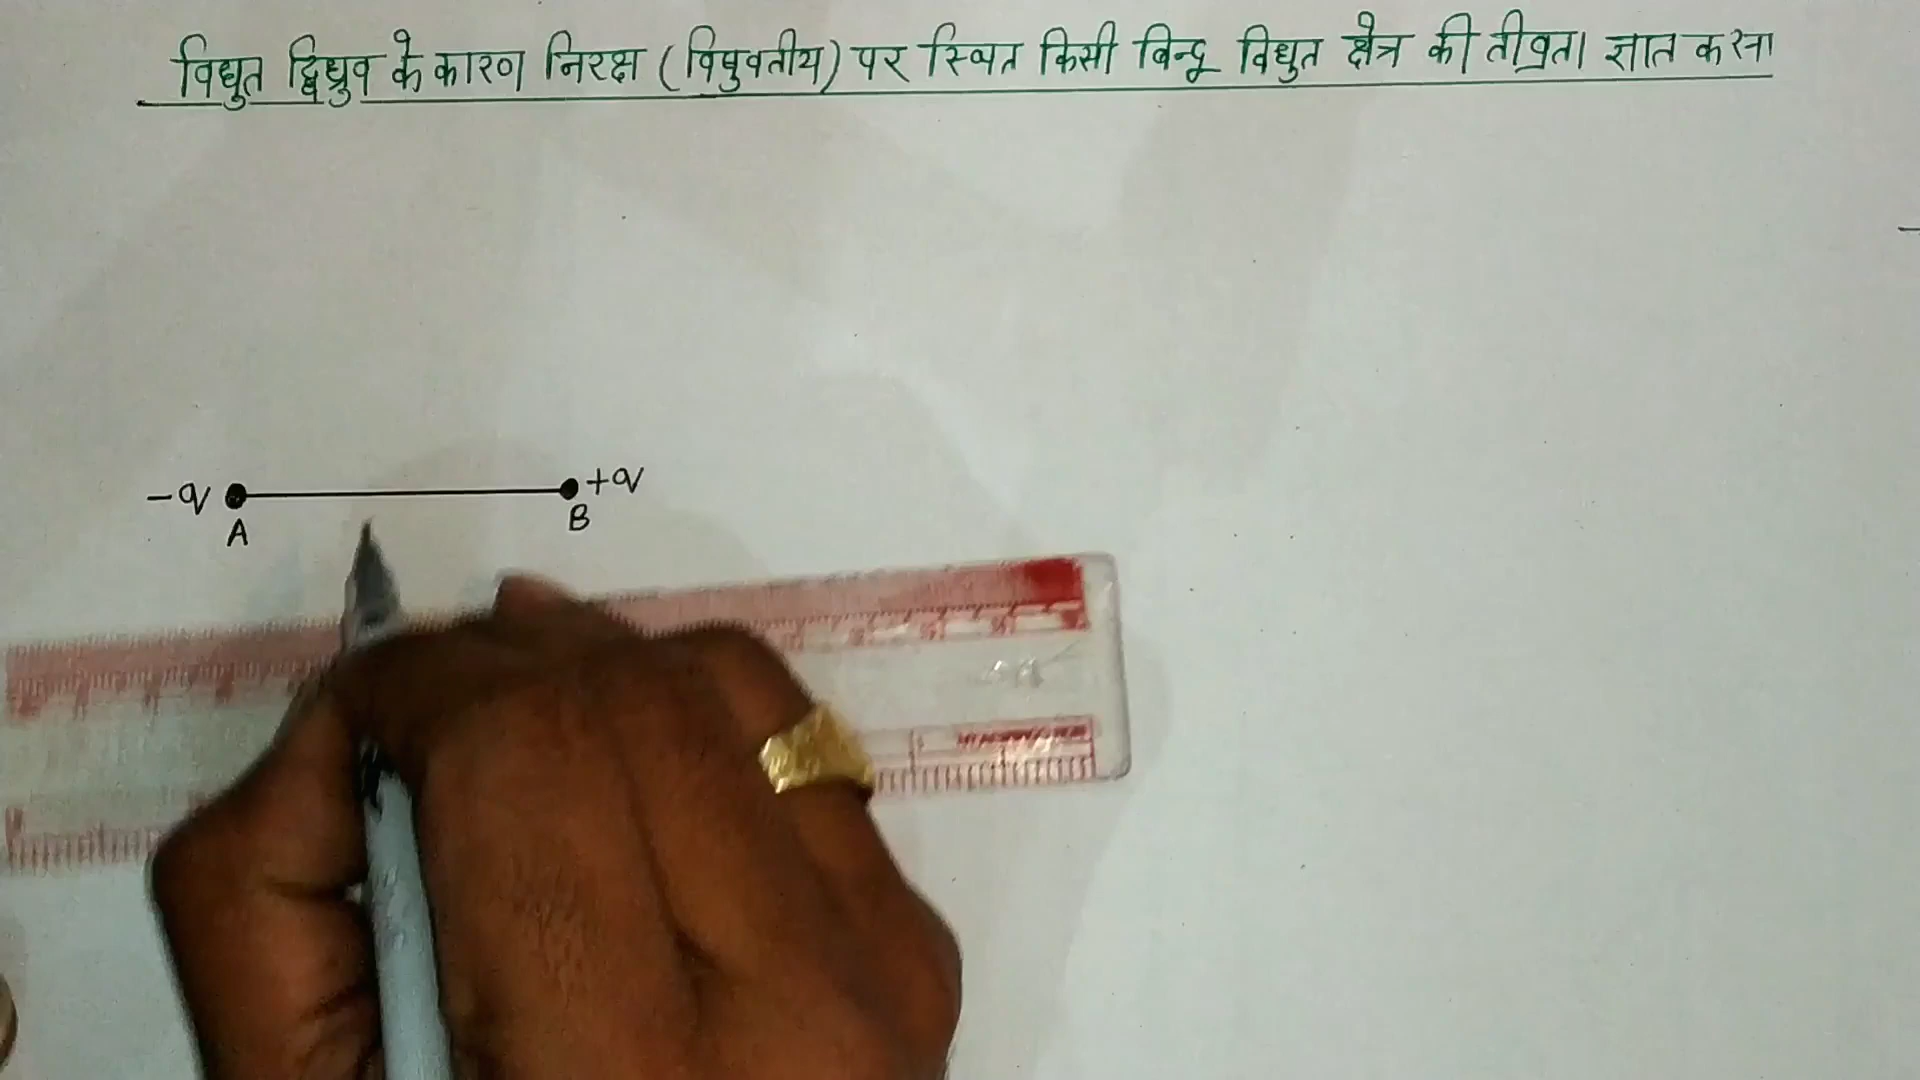 विधुत द्विध्रुव के कारण निरक्ष (विषुवतीय) पर स्थित किसी बिन्दू विधुत क्षेत्र की तीव्रता ज्ञात करना
-q +q
A B